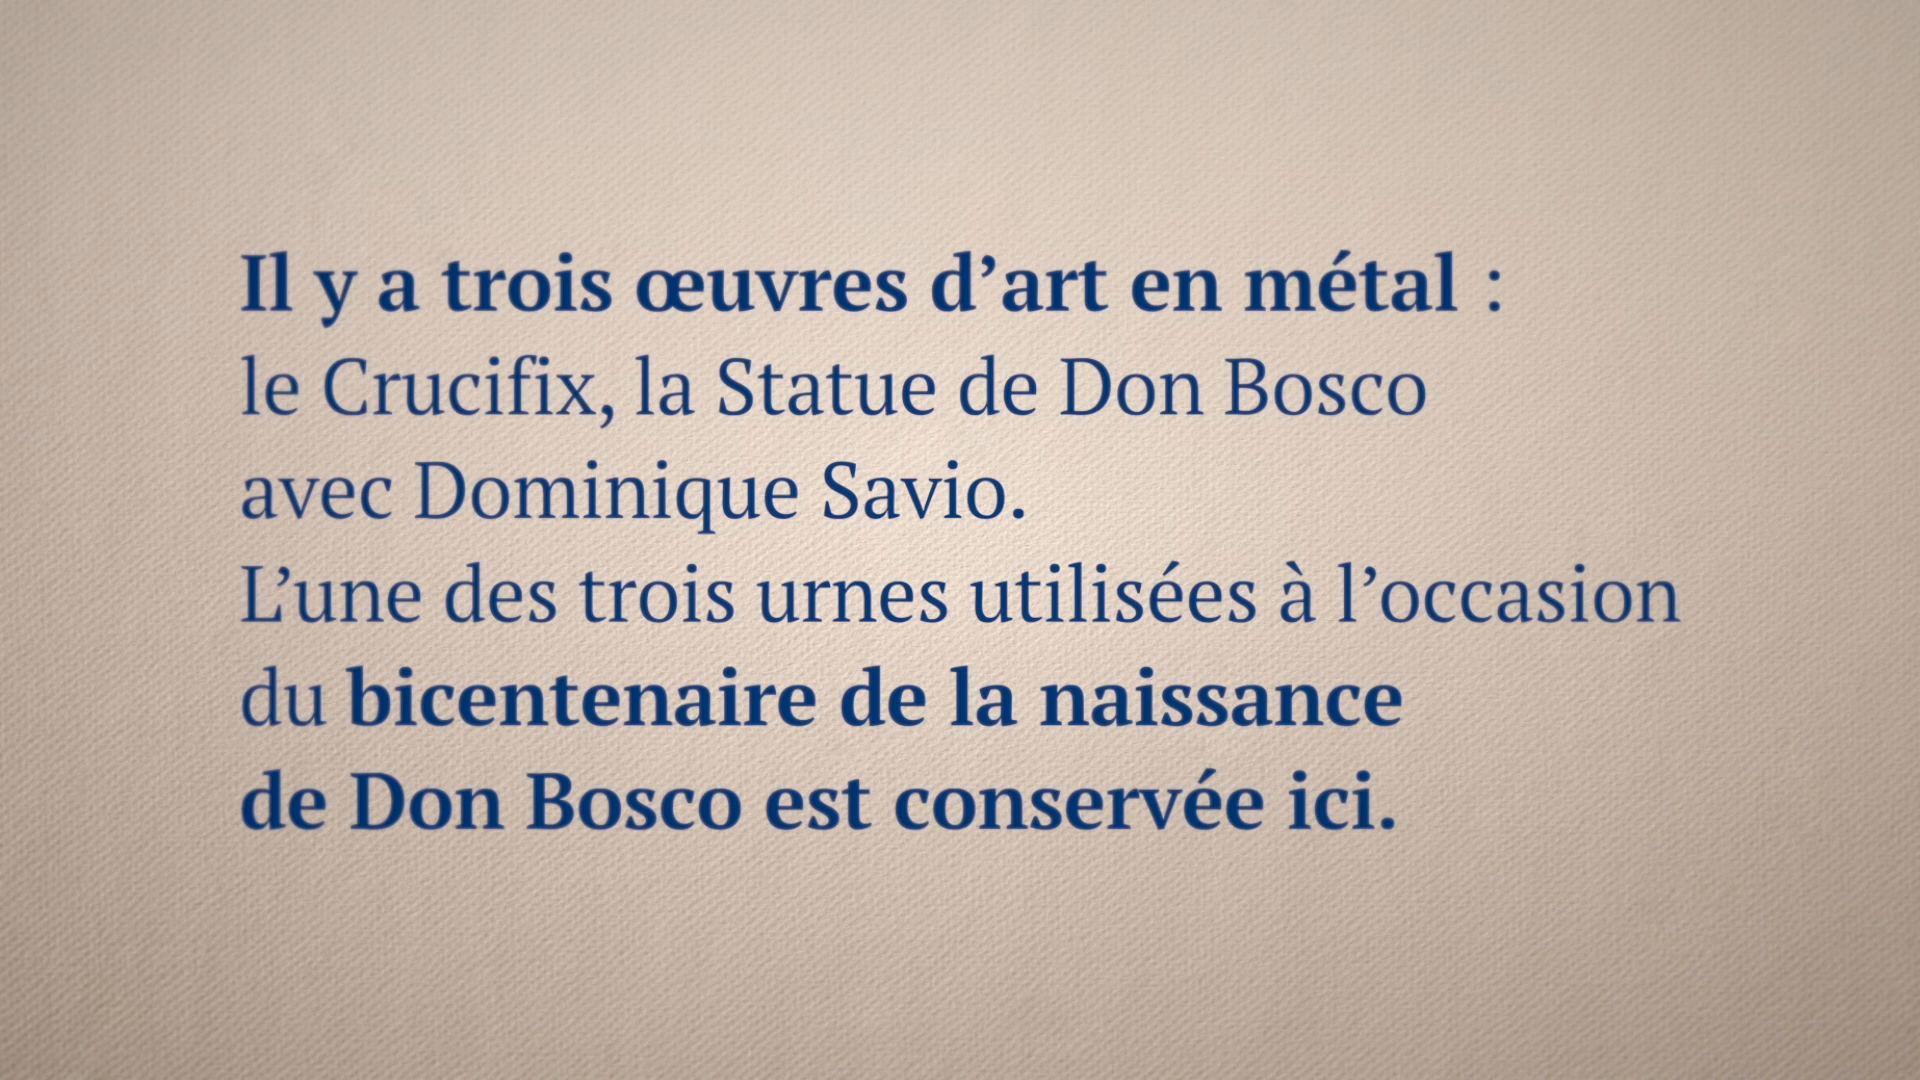 Il y a trois œuvres d’art en métal :
le Crucifix, la Statue de Don Bosco
avec Dominique Savio.
L’une des trois urnes utilisées à l’occasion
du bicentenaire de la naissance
de Don Bosco est conservée ici.